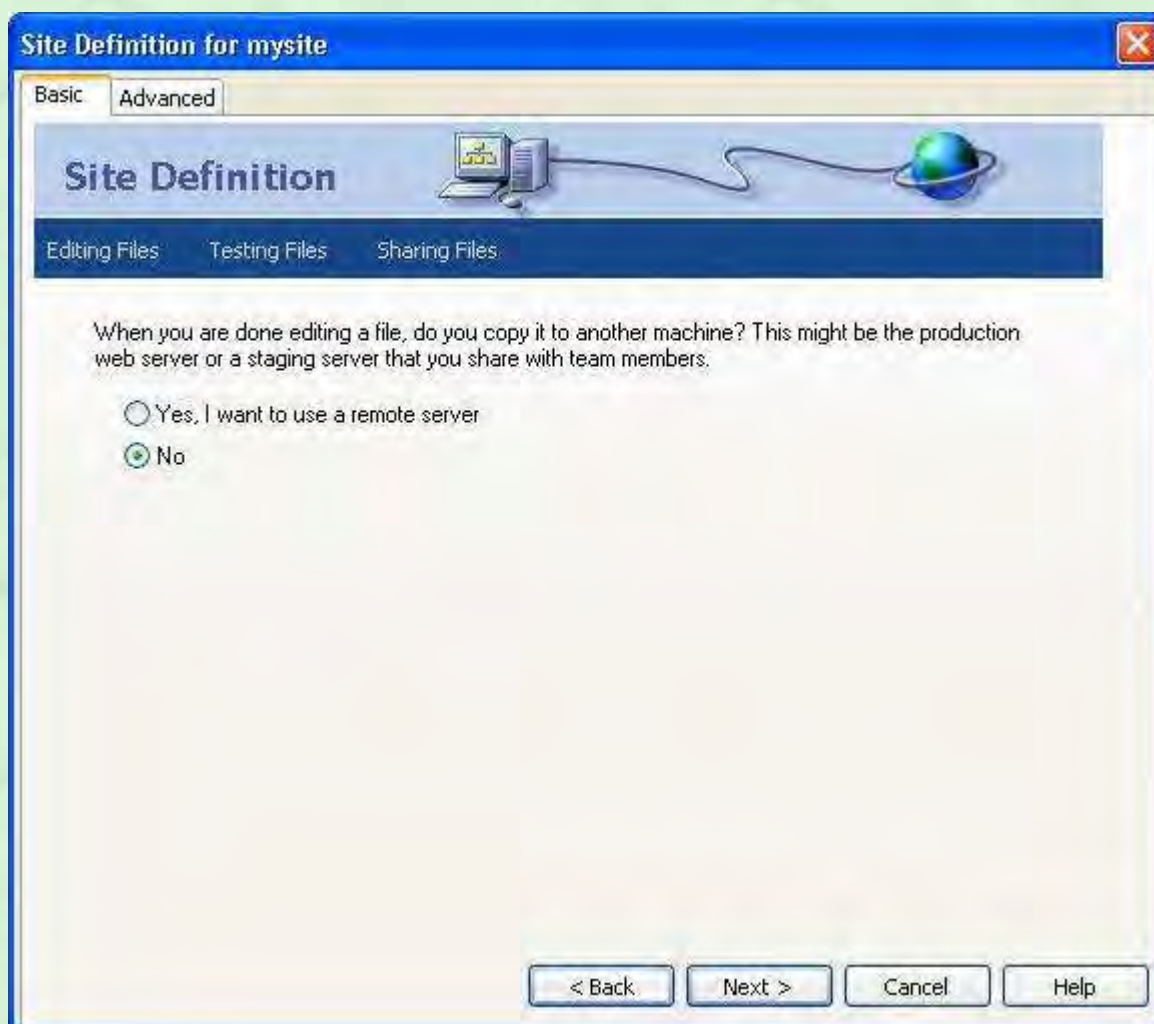 Site Definition for mysite
Basic Advanced
Site Definition
Editing Files Testing Files Sharing Files
When you are done editing a file, do you copy it to another machine? This might be the production
web server or a staging server that you share with team members.
Yes, I want to use a remote server
No
< Back Next > Cancel Help